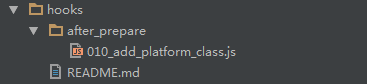 hooks
after_prepare
010_add_platform_class.js
README.md